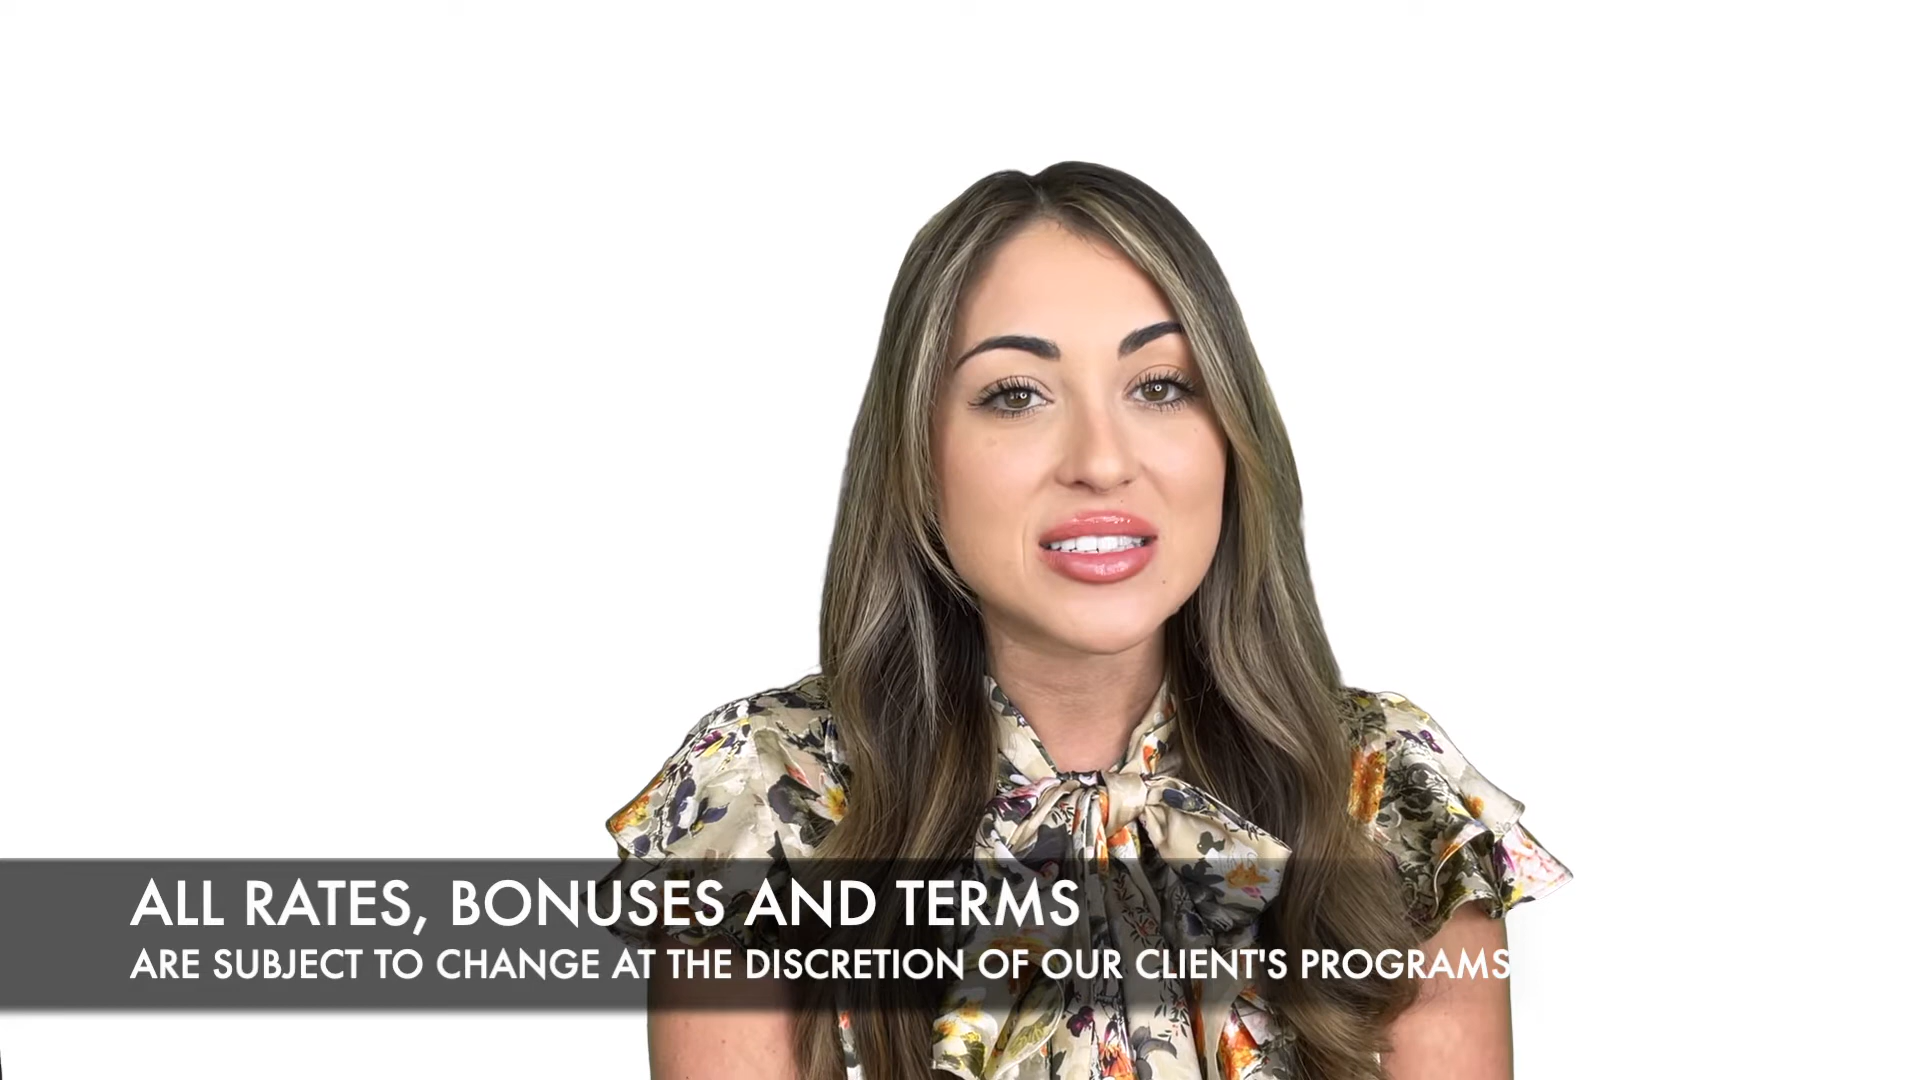 ALL RATES, BONUSES AND TERMS
ARE SUBJECT TO CHANGE AT THE DISCRETION OF OUR CLIENT'S PROGRAMS